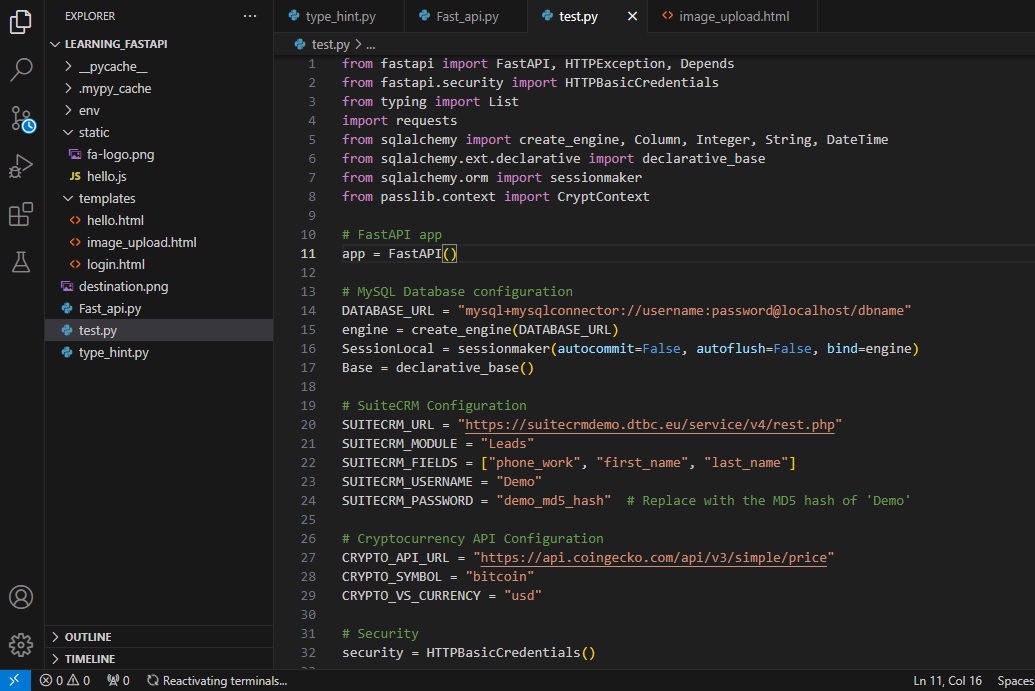 EXPLORER
LEARNING_FASTAPI
__pycache__
.mypy_cache
env
static
fa-logo.png
JS hello.js
templates
<> hello.html
<> image_upload.html
<> login.html
destination.png
Fast_api.py
test.py
type_hint.py
OUTLINE
TIMELINE
type_hint.py Fast_api.py test.py <> image_upload.html
test.py > ...
1 from fastapi import FastAPI, HTTPException, Depends
2 from fastapi.security import HTTPBasicCredentials
3 from typing import List
4 import requests
5 from sqlalchemy import create_engine, Column, Integer, String, DateTime
6 from sqlalchemy.ext.declarative import declarative_base
7 from sqlalchemy.orm import sessionmaker
8 from passlib.context import CryptContext
9
10 # FastAPI app
11 app = FastAPI()
12
13 # MySQL Database configuration
14 DATABASE_URL = "mysql+mysqlconnector://username:password@localhost/dbname"
15 engine = create_engine(DATABASE_URL)
16 SessionLocal = sessionmaker(autocommit=False, autoflush=False, bind=engine)
17 Base = declarative_base()
18
19 # SuiteCRM Configuration
20 SUITECRM_URL = "https://suitecrmdemo.dtbc.eu/service/v4/rest.php"
21 SUITECRM_MODULE = "Leads"
22 SUITECRM_FIELDS = ["phone_work", "first_name", "last_name"]
23 SUITECRM_USERNAME = "Demo"
24 SUITECRM_PASSWORD = "demo_md5_hash"  # Replace with the MD5 hash of 'Demo'
25
26 # Cryptocurrency API Configuration
27 CRYPTO_API_URL = "https://api.coingecko.com/api/v3/simple/price"
28 CRYPTO_SYMBOL = "bitcoin"
29 CRYPTO_VS_CURRENCY = "usd"
30
31 # Security
32 security = HTTPBasicCredentials()
0 0 0 Reactivating terminals... Ln 11, Col 16 Spaces